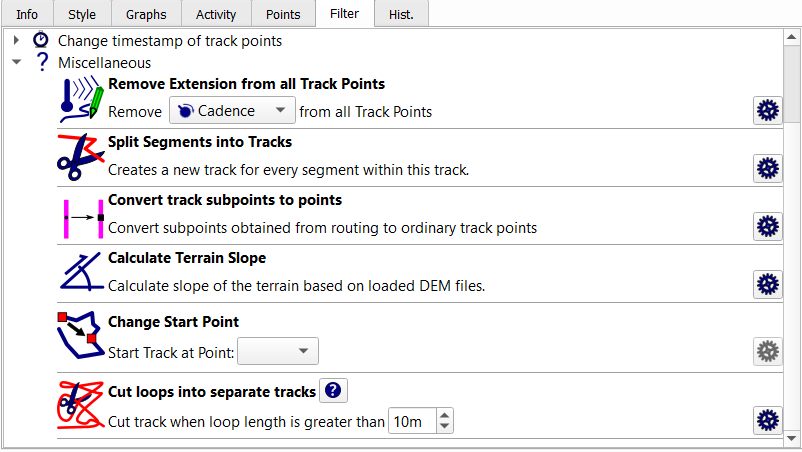 Info Style Graphs Activity Points Filter Hist.
Change timestamp of track points
? Miscellaneous
Remove Extension from all Track Points
Remove Cadence from all Track Points
Split Segments into Tracks
Creates a new track for every segment within this track.
Convert track subpoints to points
Convert subpoints obtained from routing to ordinary track points
Calculate Terrain Slope
Calculate slope of the terrain based on loaded DEM files.
Change Start Point
Start Track at Point:
Cut loops into separate tracks ?
Cut track when loop length is greater than 10m